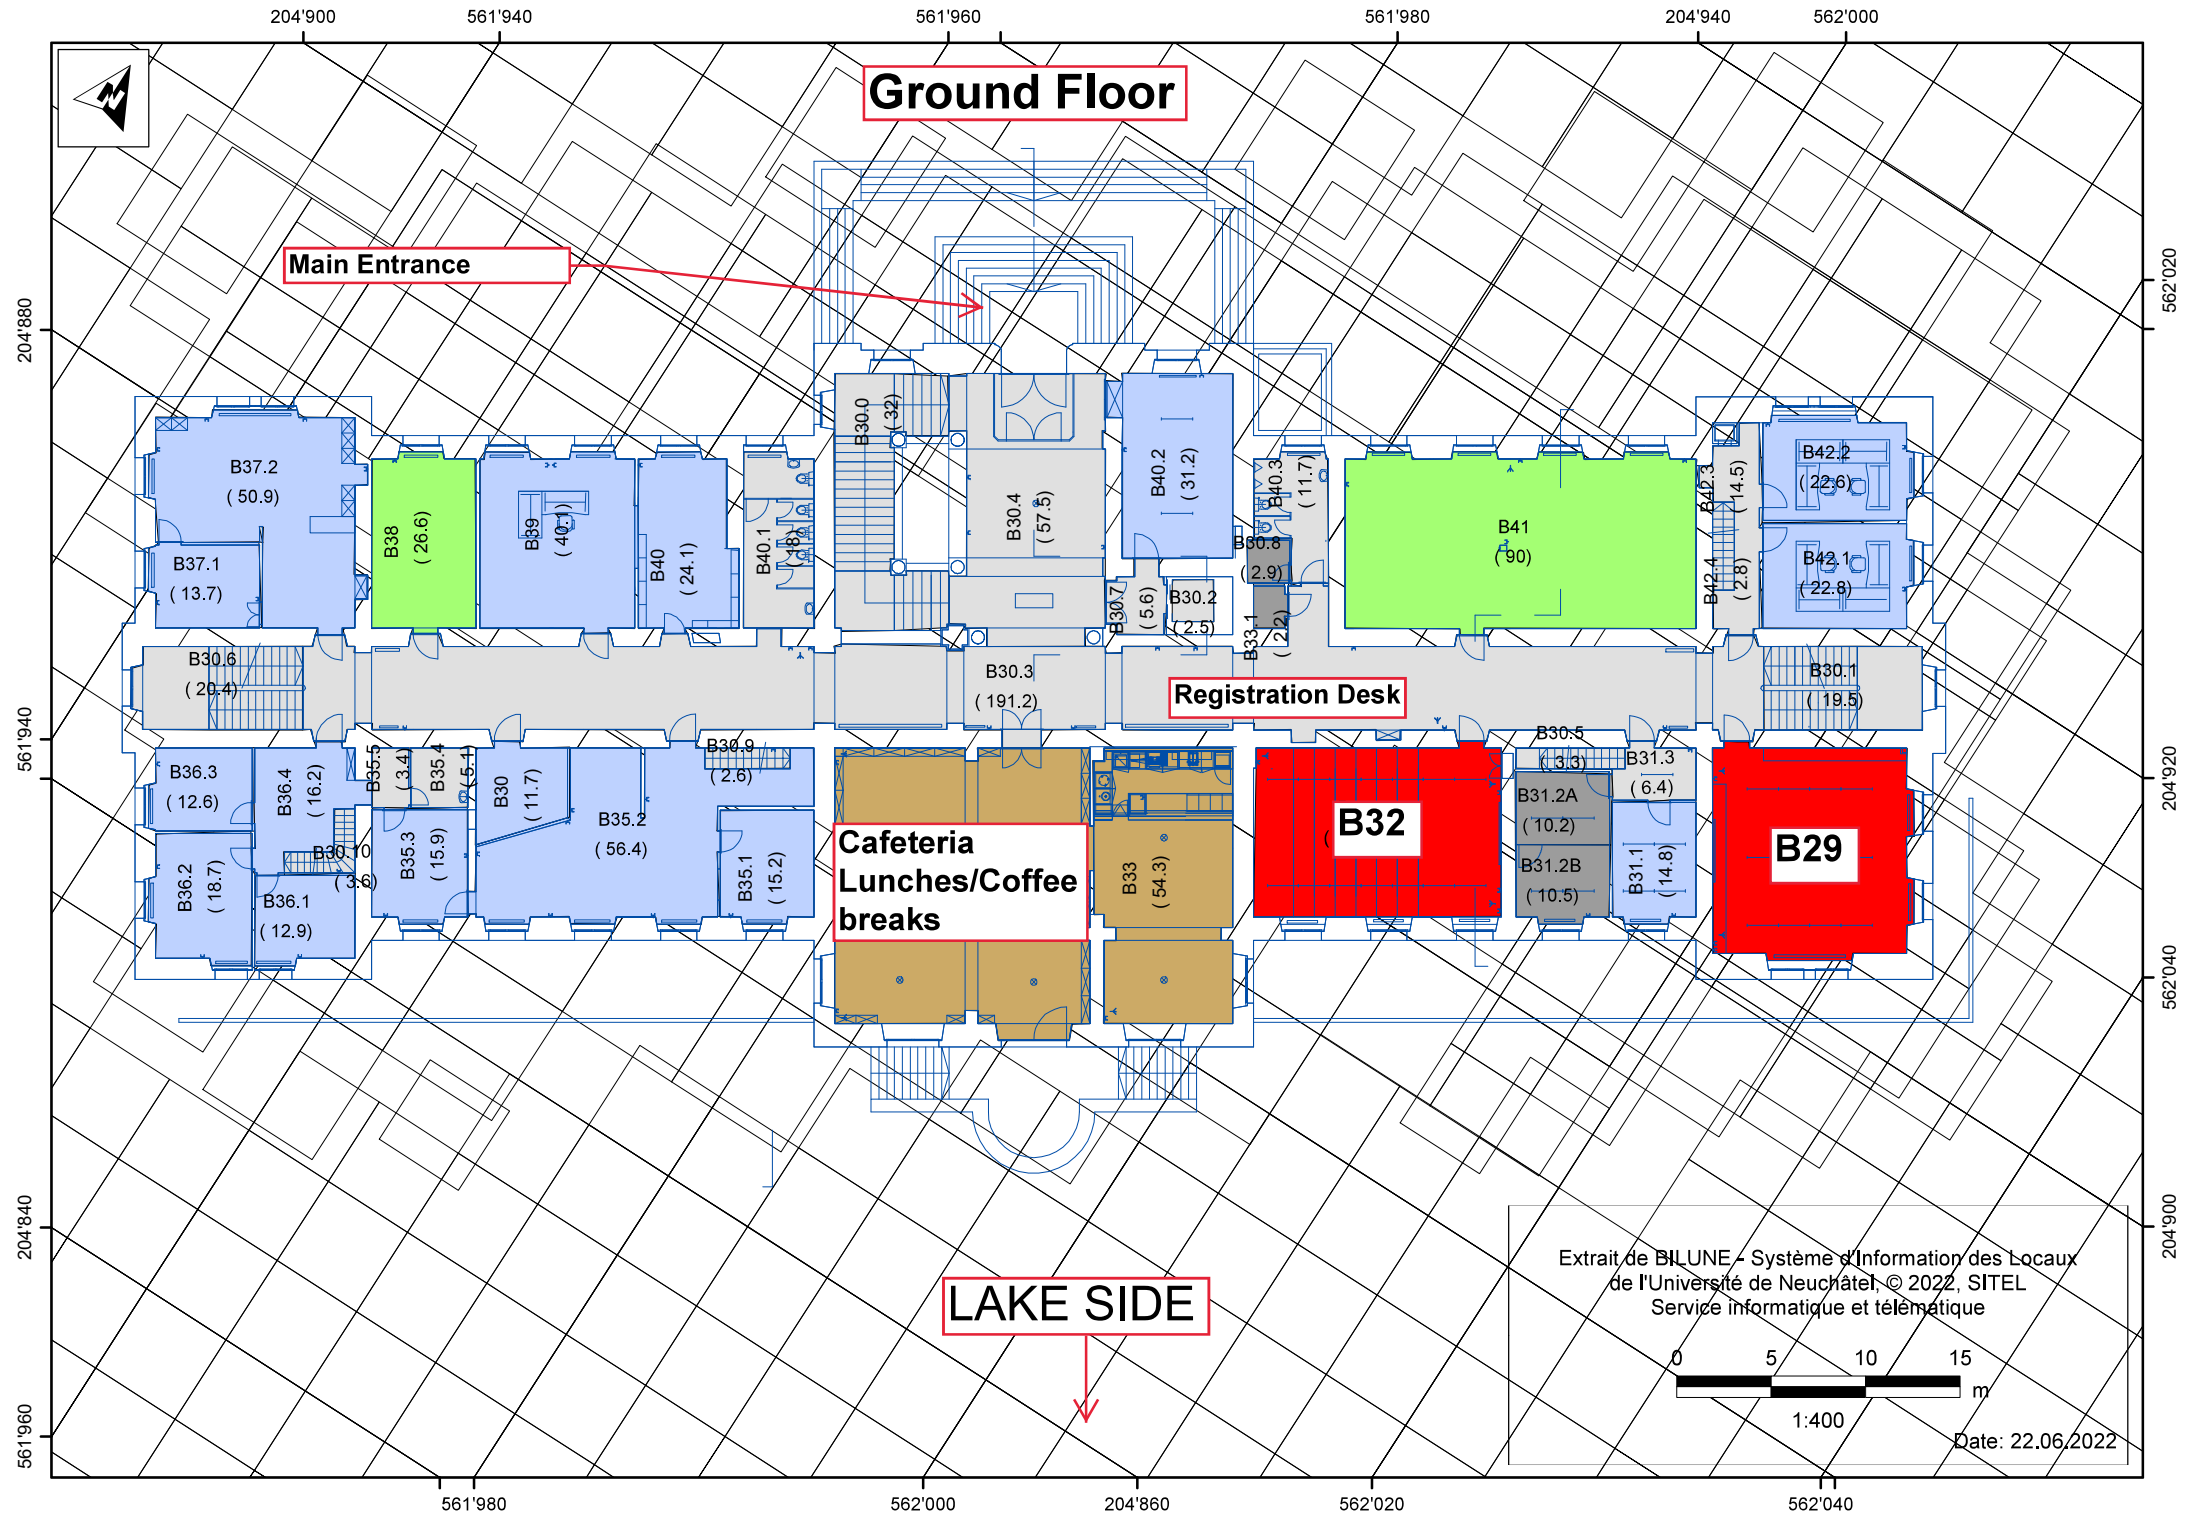 204'900
561'940
561'960
561'980
204'940
562'000
N
Ground Floor
Main Entrance
562'020
204'880
B30.0
( 32)
B37.2
( 50.9)
B38
( 26.6)
B39
( 40.1)
B40
( 24.1)
B40.1
( 18)
B30.4
( 57.5)
B40.2
( 31.2)
B40.3
( 11.7)
B41
( 90)
B42.3
( 14.5)
B42.2
( 22.6)
B37.1
( 13.7)
B30.8
( 2.9)
B30.7
( 5.6)
B30.2
( 2.5)
B33.1
( 2.2)
B42.4
( 2.8)
B42.1
( 22.8)
B30.6
( 20.4)
B30.3
( 191.2)
Registration Desk
B30.1
( 19.5)
561'940
204'920
B36.3
( 12.6)
B36.4
( 16.2)
B35.5
( 3.4)
B35.4
( 5.1)
B30
( 11.7)
B30.9
( 2.6)
B30.5
( 3.3)
B31.3
( 6.4)
B31.2A
( 10.2)
B32
B29
B36.2
( 18.7)
B30.10
( 3.6)
B36.1
( 12.9)
B35.3
( 15.9)
B35.2
( 56.4)
B35.1
( 15.2)
Cafeteria
Lunches/Coffee
breaks
B33
( 54.3)
B31.2B
( 10.5)
B31.1
( 14.8)
562'040
204'840
204'900
LAKE SIDE
Extrait de BILUNE - Système d'Information des Locaux
de l'Université de Neuchâtel, © 2022, SITEL
Service informatique et télématique
0 5 10 15
m
1:400
Date: 22.06.2022
561'960
561'980
562'000
204'860
562'020
562'040